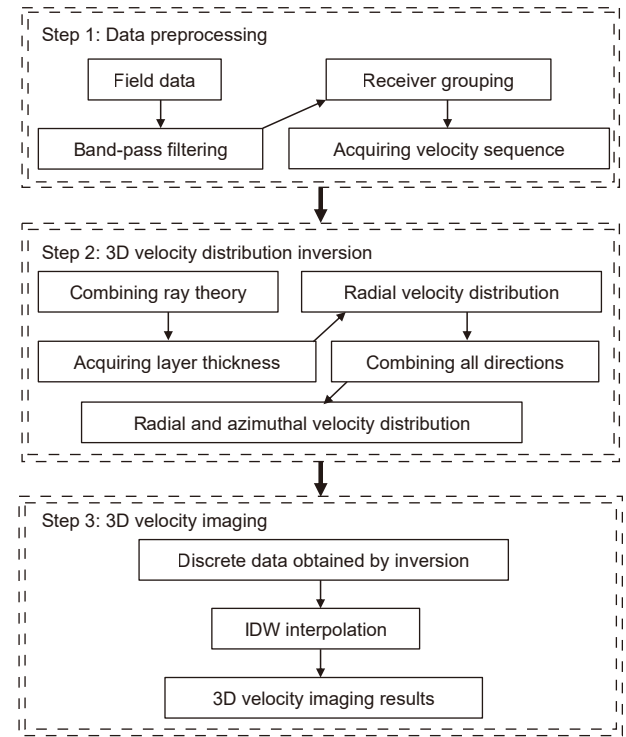 Step 1: Data preprocessing
Field data
Receiver grouping
Band-pass filtering
Acquiring velocity sequence
Step 2: 3D velocity distribution inversion
Combining ray theory
Radial velocity distribution
Acquiring layer thickness
Combining all directions
Radial and azimuthal velocity distribution
Step 3: 3D velocity imaging
Discrete data obtained by inversion
IDW interpolation
3D velocity imaging results